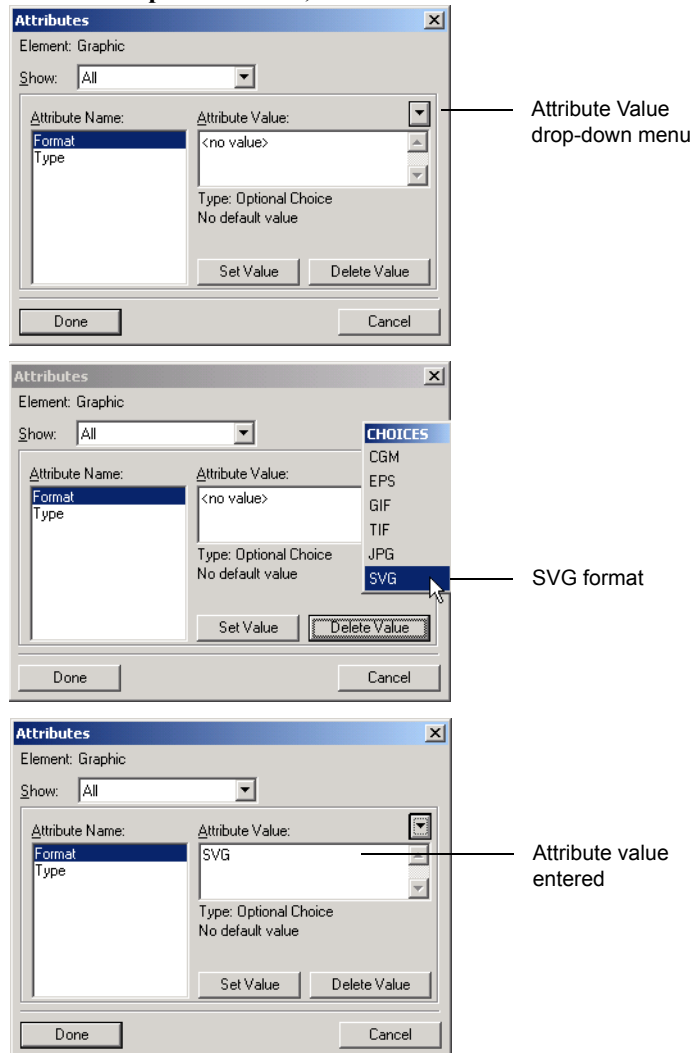 Attributes
Element: Graphic
Show: All
Attribute Name:
Attribute Value:
Format
Type
<no value>
Type: Optional Choice
No default value
Set Value
Delete Value
Done
Cancel
Attribute Value
drop-down menu
Attributes
Element: Graphic
Show: All
CHOICES
CGM
EPS
GIF
TIF
JPG
SVG
Attribute Name:
Attribute Value:
Format
Type
<no value>
Type: Optional Choice
No default value
Set Value
Delete Value
Done
Cancel
SVG format
Attributes
Element: Graphic
Show: All
Attribute Name:
Attribute Value:
Format
Type
SVG
Type: Optional Choice
No default value
Set Value
Delete Value
Done
Cancel
Attribute value
entered